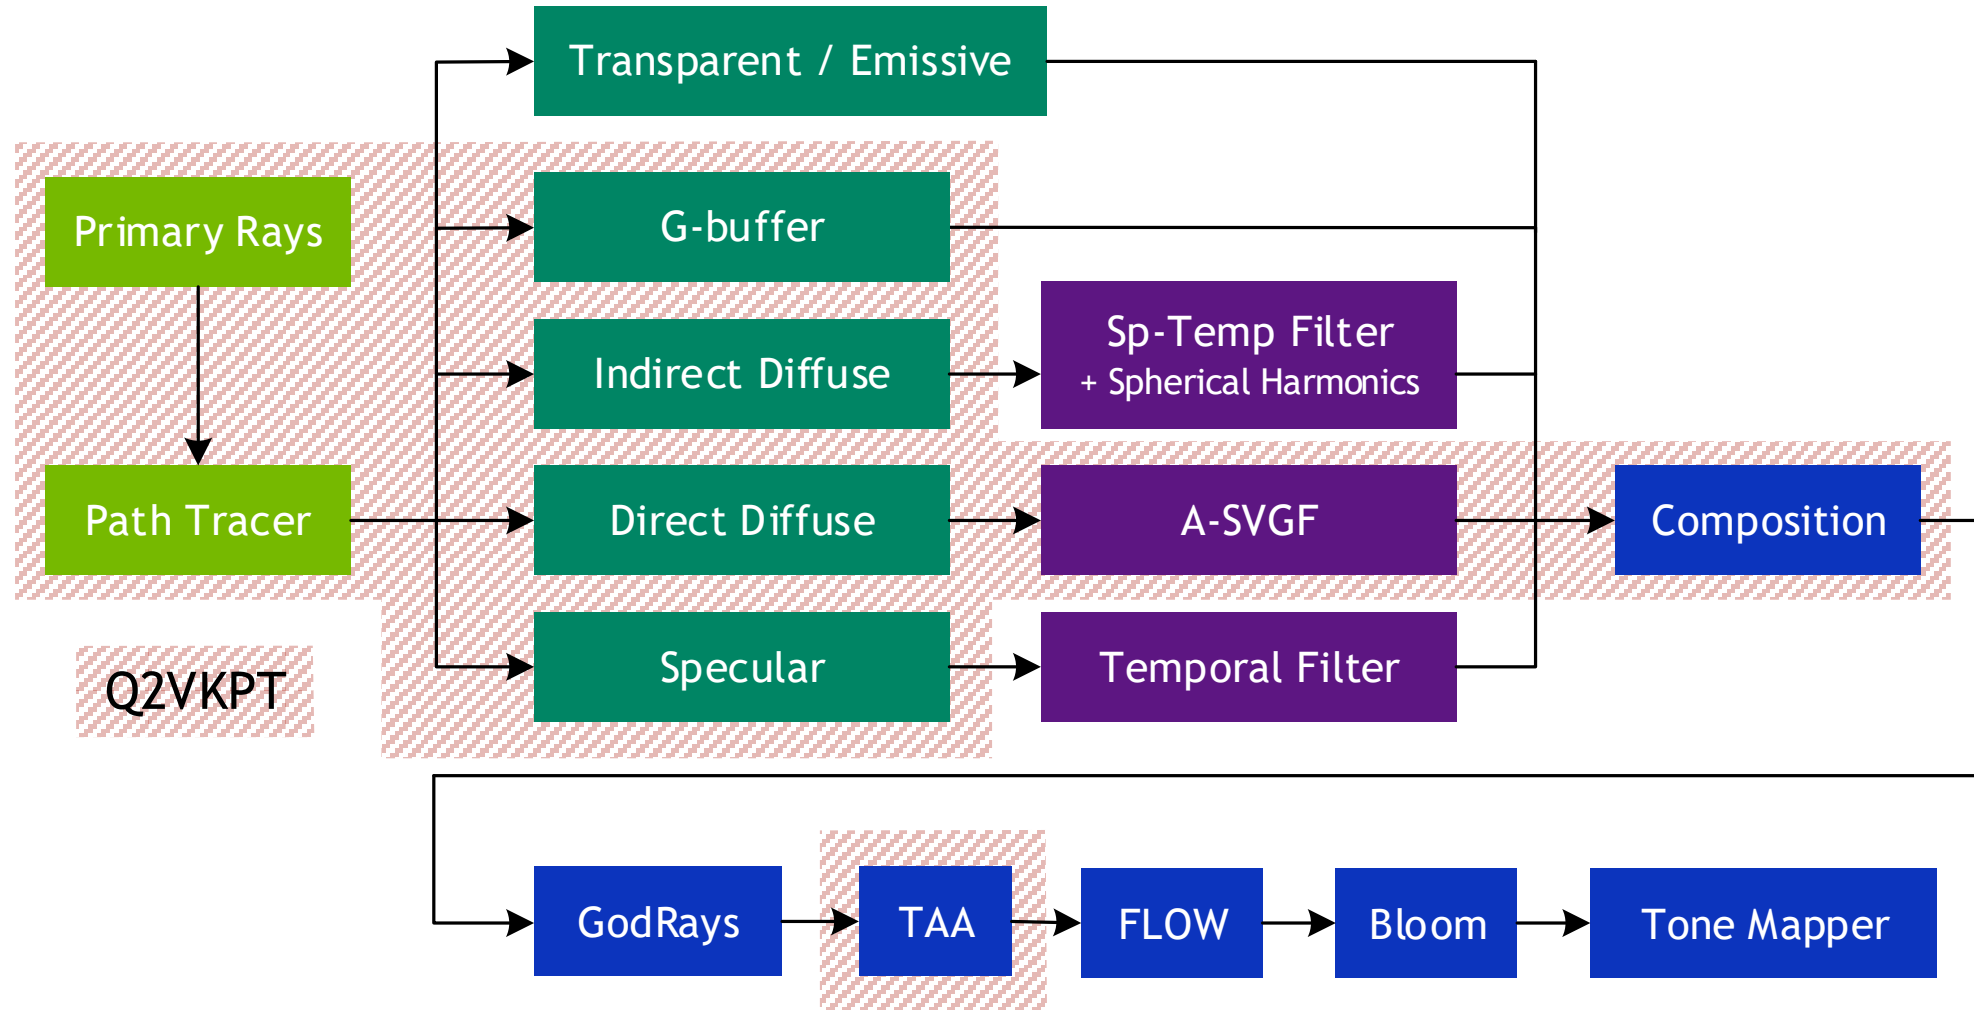 Transparent / Emissive
Primary Rays
G-buffer
Indirect Diffuse
Sp-Temp Filter
+ Spherical Harmonics
Path Tracer
Direct Diffuse
A-SVGF
Composition
Specular
Temporal Filter
Q2VKPT
GodRays
TAA
FLOW
Bloom
Tone Mapper